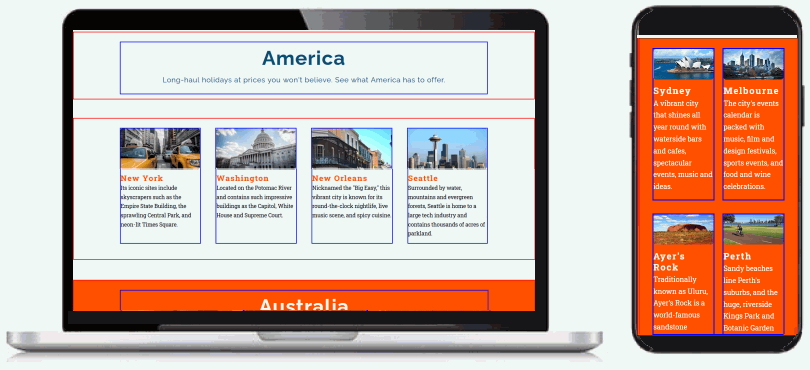 America
Long-haul holidays at prices you won't believe. See what America has to offer.
New York
Its iconic sites include
skyscrapers such as the
Empire State Building, the
sprawling Central Park, and
neon-lit Times Square.
Washington
Located on the Potomac River
and contains such impressive
buildings as the Capitol, White
House and Supreme Court.
New Orleans
Nicknamed the "Big Easy," this
vibrant city is known for its
round-the-clock nightlife, live
music scene, and spicy cuisine.
Seattle
Surrounded by water,
mountains and evergreen
forests, Seattle is home to a
large tech industry and
contains thousands of acres of
parkland.
Australia
Sydney
A vibrant city
that shines all
year round with
waterside bars
and cafes,
spectacular
events, music and
ideas.
Melbourne
The city's events
calendar is
packed with
music, film and
design festivals,
sports events, and
food and wine
celebrations.
Ayer's
Rock
Traditionally
known as Uluru,
Ayer's Rock is a
world-famous
sandstone
Perth
Sandy beaches
line Perth's
suburbs, and the
huge, riverside
Kings Park and
Botanic Garden